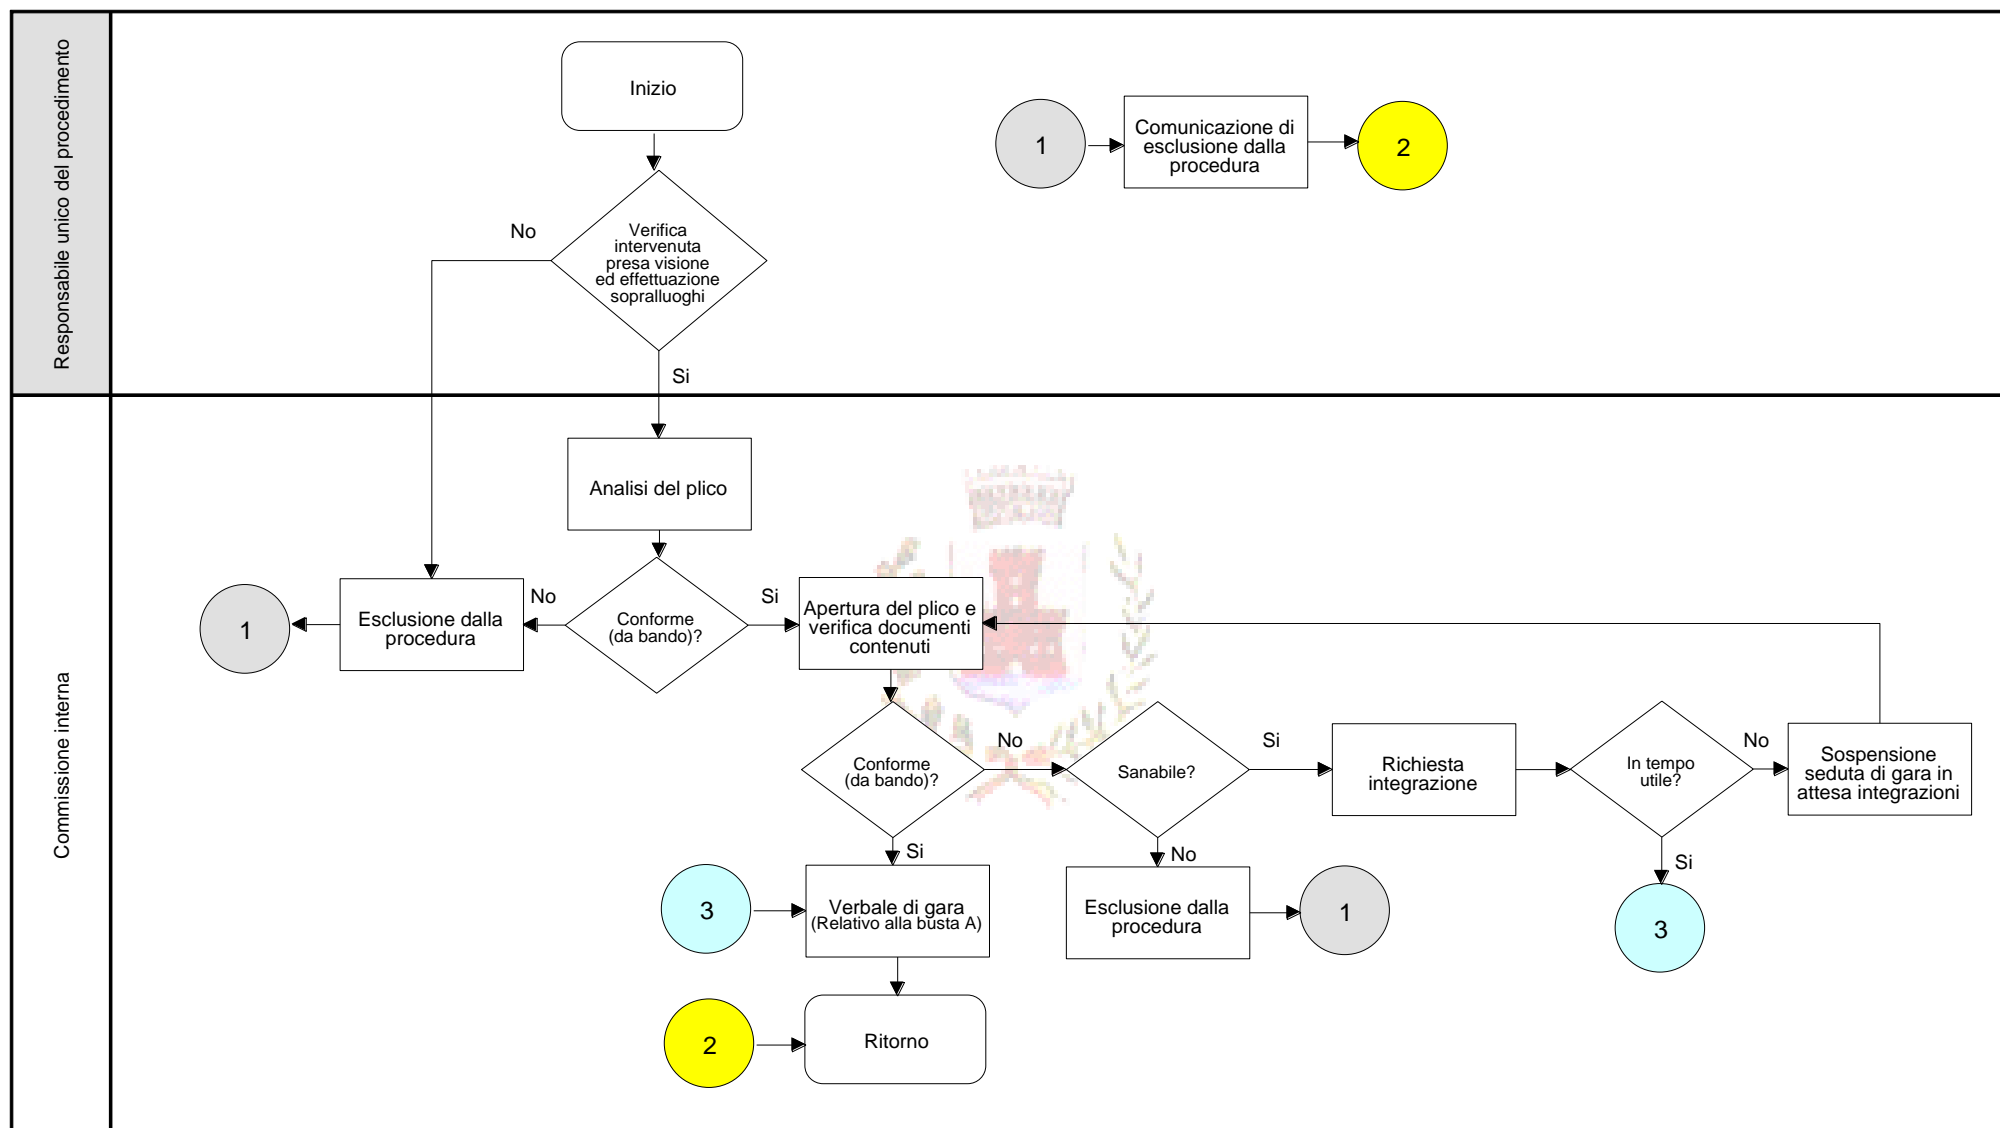 Responsabile unico del procedimento
Inizio
1
Comunicazione di
esclusione dalla
procedura
2
No
Verifica
intervenuta
presa visione
ed effettuazione
sopralluoghi
Si
Commissione interna
Analisi del plico
1
Esclusione dalla
procedura
No
Conforme
(da bando)?
Si
Apertura del plico e
verifica documenti
contenuti
Conforme
(da bando)?
No
Sanabile?
Si
Richiesta
integrazione
In tempo
utile?
No
Sospensione
seduta di gara in
attesa integrazioni
Si
No
Si
3
Verbale di gara
(Relativo alla busta A)
Esclusione dalla
procedura
1
3
2
Ritorno